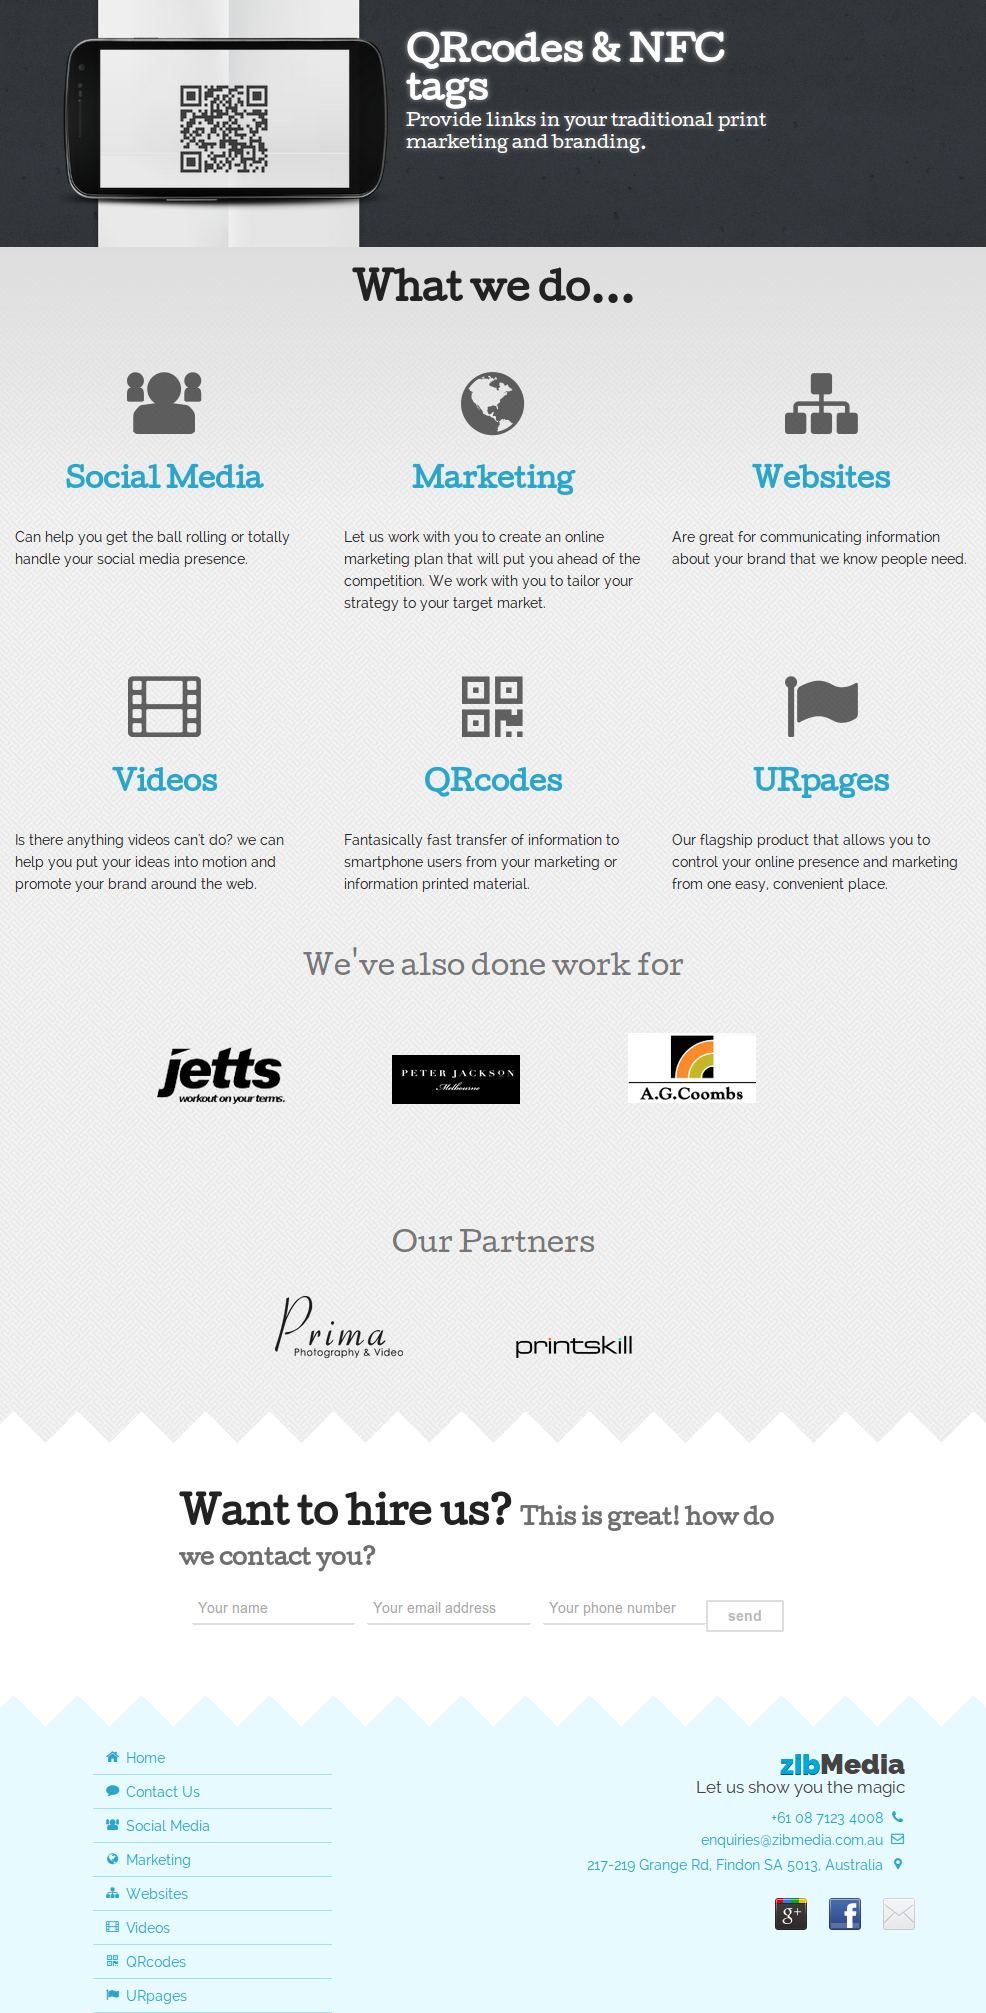 QRcodes & NFC
tags
Provide links in your traditional print
marketing and branding.
What we do...
Social Media
Marketing
Websites
Can help you get the ball rolling or totally
handle your social media presence.
Let us work with you to create an online
marketing plan that will put you ahead of the
competition. We work with you to tailor your
strategy to your target market.
Are great for communicating information
about your brand that we know people need.
Videos
QRcodes
URpages
Is there anything videos can't do? we can
help you put your ideas into motion and
promote your brand around the web.
Fantasically fast transfer of information to
smartphone users from your marketing or
information printed material.
Our flagship product that allows you to
control your online presence and marketing
from one easy, convenient place.
We've also done work for
jetts
workout on your terms.
PETER JACKSON
Melbourne
A.G.Coombs
Our Partners
Prima
Photography & Video
printskill
Want to hire us? This is great! how do
we contact you?
Your name
Your email address
Your phone number
send
Home
Contact Us
Social Media
Marketing
Websites
Videos
QRcodes
URpages
zibMedia
Let us show you the magic
+61 08 7123 4008
enquiries@zibmedia.com.au
217-219 Grange Rd, Findon SA 5013, Australia
g+
f